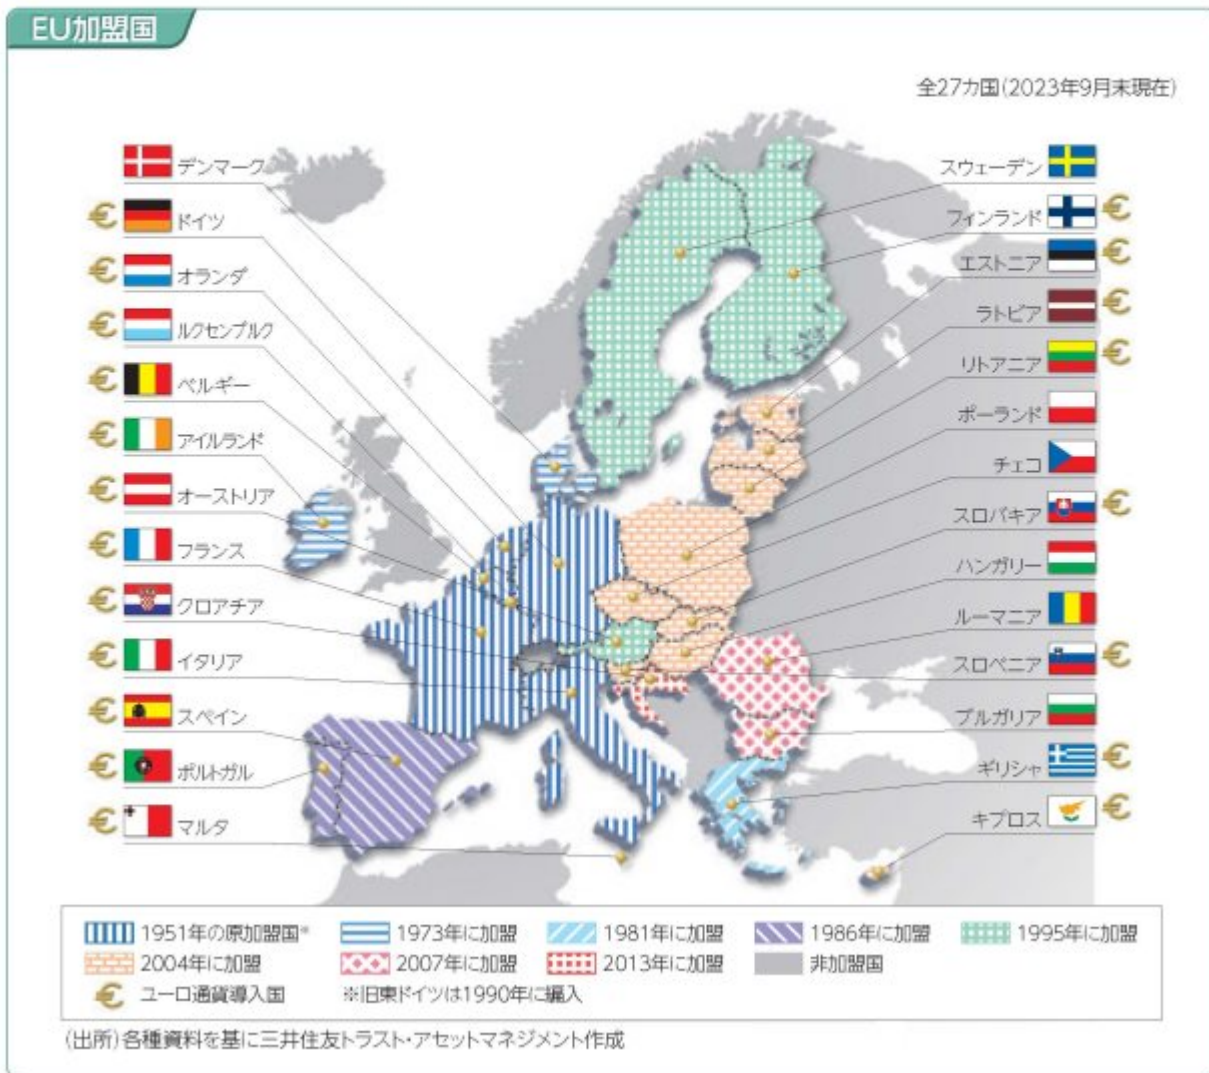 EU加盟国
全27カ国(2023年9月末現在)
デンマーク
€ ドイツ
€ オランダ
€ ルクセンブルク
€ ベルギー
€ アイルランド
€ オーストリア
€ フランス
€ クロアチア
€ イタリア
€ スペイン
€ ポルトガル
€ マルタ
スウェーデン
フィンランド €
エストニア €
ラトビア €
リトアニア €
ポーランド
チェコ
スロバキア €
ハンガリー
ルーマニア
スロベニア €
ブルガリア
ギリシャ €
キプロス €
1951年の原加盟国※ 1973年に加盟 1981年に加盟 1986年に加盟 1995年に加盟
2004年に加盟 2007年に加盟 2013年に加盟 非加盟国
€ ユーロ通貨導入国 ※旧東ドイツは1990年に編入
(出所)各種資料を基に三井住友トラスト・アセットマネジメント作成